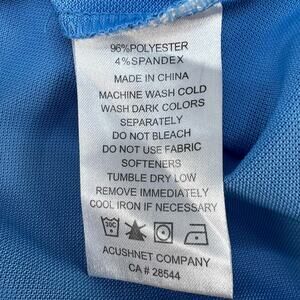 96%POLYESTER
4%SPANDEX
MADE IN CHINA
MACHINE WASH COLD
WASH DARK COLORS
SEPARATELY
DO NOT BLEACH
DO NOT USE FABRIC
SOFTENERS
TUMBLE DRY LOW
REMOVE IMMEDIATELY
COOL IRON IF NECESSARY
30C
ACUSHNET COMPANY
CA # 28544